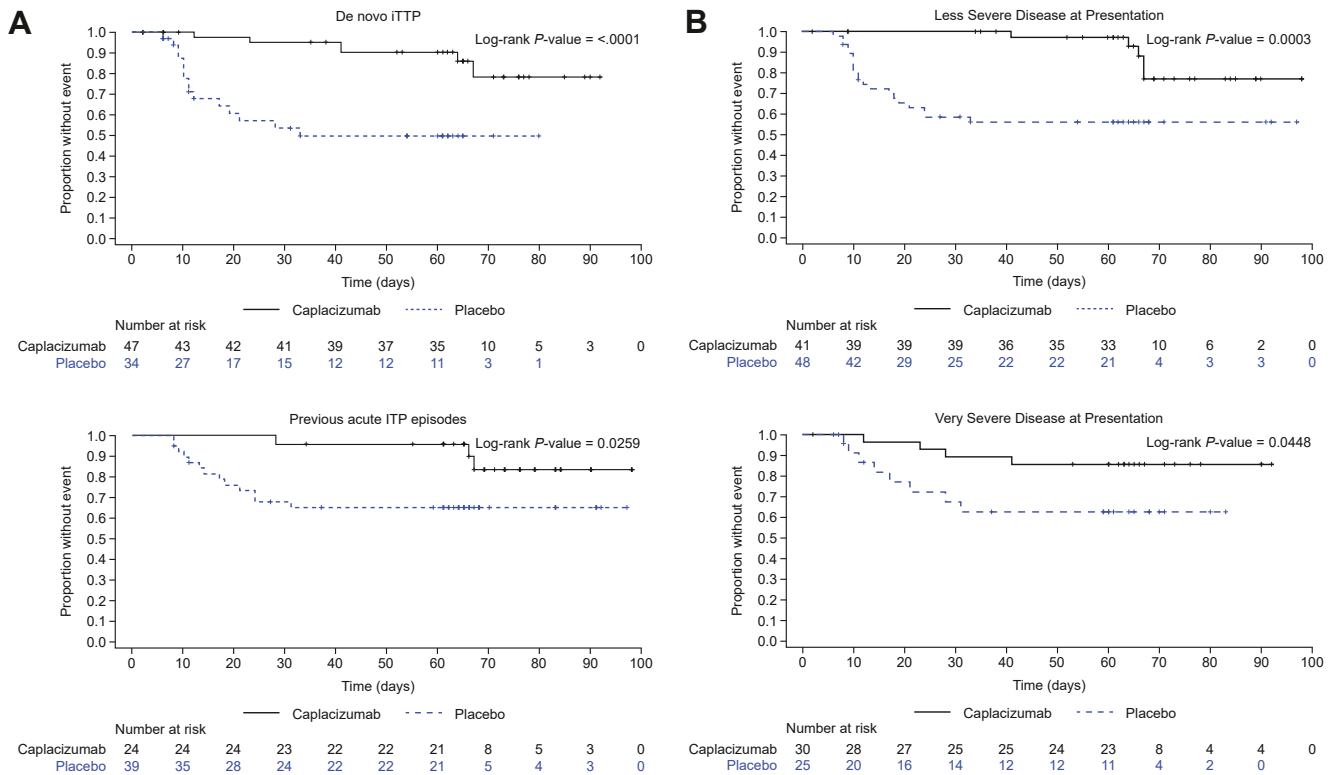 A
De novo iTTP
Log-rank P-value = <.0001
Proportion without event
1.0
0.9
0.8
0.7
0.6
0.5
0.4
0.3
0.2
0.1
0.0
0 10 20 30 40 50 60 70 80 90 100
Time (days)
Caplacizumab Placebo
Number at risk
Caplacizumab 47 43 42 41 39 37 35 10 5 3 0
Placebo 34 27 17 15 12 12 11 3 1
Previous acute ITP episodes
Log-rank P-value = 0.0259
Proportion without event
1.0
0.9
0.8
0.7
0.6
0.5
0.4
0.3
0.2
0.1
0.0
0 10 20 30 40 50 60 70 80 90 100
Time (days)
Caplacizumab Placebo
Number at risk
Caplacizumab 24 24 24 23 22 22 21 8 5 3 0
Placebo 39 35 28 24 22 22 21 5 4 3 0
B
Less Severe Disease at Presentation
Log-rank P-value = 0.0003
Proportion without event
1.0
0.9
0.8
0.7
0.6
0.5
0.4
0.3
0.2
0.1
0.0
0 10 20 30 40 50 60 70 80 90 100
Time (days)
Caplacizumab Placebo
Number at risk
Caplacizumab 41 39 39 39 36 35 33 10 6 2 0
Placebo 48 42 29 25 22 22 21 4 3 3 0
Very Severe Disease at Presentation
Log-rank P-value = 0.0448
Proportion without event
1.0
0.9
0.8
0.7
0.6
0.5
0.4
0.3
0.2
0.1
0.0
0 10 20 30 40 50 60 70 80 90 100
Time (days)
Caplacizumab Placebo
Number at risk
Caplacizumab 30 28 27 25 25 24 23 8 4 4 0
Placebo 25 20 16 14 12 12 11 4 2 0